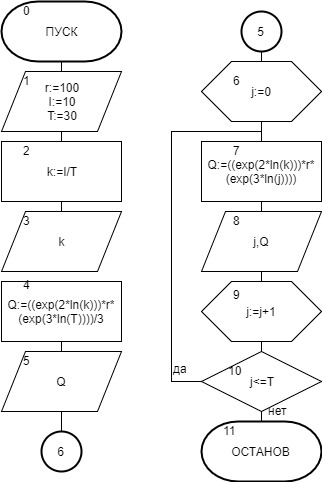 0
ПУСК
1
r:=100
I:=10
T:=30
2
k:=I/T
3
k
4
Q:=((exp(2*ln(k)))*r*
(exp(3*ln(T))))/3
5
Q
6
5
6
j:=0
7
Q:=((exp(2*ln(k)))*r*
(exp(3*ln(j))))
8
j,Q
9
j:=j+1
10
j<=T
да
нет
11
ОСТАНОВ